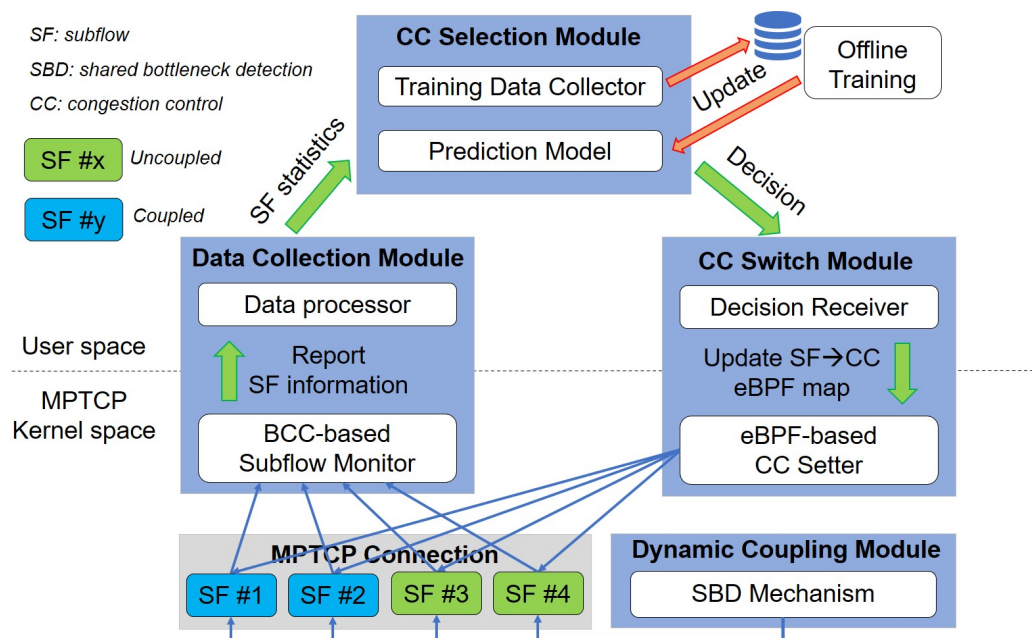 SF: subflow
SBD: shared bottleneck detection
CC: congestion control
SF #x
Uncoupled
SF #y
Coupled
CC Selection Module
Training Data Collector
Prediction Model
Update
Offline
Training
SF statistics
Decision
Data Collection Module
Data processor
Report
SF information
BCC-based
Subflow Monitor
CC Switch Module
Decision Receiver
Update SF→CC
eBPF map
eBPF-based
CC Setter
User space
MPTCP
Kernel space
MPTCP Connection
SF #1
SF #2
SF #3
SF #4
Dynamic Coupling Module
SBD Mechanism